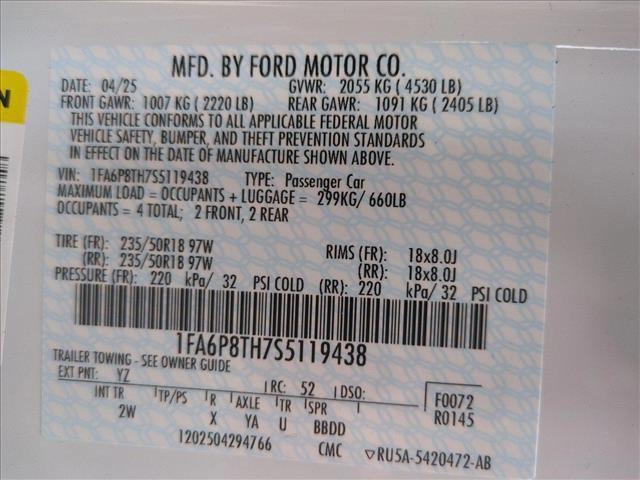 MFD. BY FORD MOTOR CO.
DATE: 04/25 GVWR: 2055 KG (4530 LB)
FRONT GAWR: 1007 KG (2220 LB) REAR GAWR: 1091 KG (2405 LB)
THIS VEHICLE CONFORMS TO ALL APPLICABLE FEDERAL MOTOR
VEHICLE SAFETY, BUMPER, AND THEFT PREVENTION STANDARDS
IN EFFECT ON THE DATE OF MANUFACTURE SHOWN ABOVE.
VIN: 1FA6P8TH7S5119438 TYPE: Passenger Car
MAXIMUM LOAD = OCCUPANTS + LUGGAGE = 299KG/ 660LB
OCCUPANTS = 4 TOTAL; 2 FRONT, 2 REAR
TIRE (FR): 235/50R18 97W RIMS (FR): 18x8.0J
(RR): 235/50R18 97W (RR): 18x8.0J
PRESSURE (FR): 220 kPa/ 32 PSI COLD (RR): 220 kPa/ 32 PSI COLD
1FA6P8TH7S5119438
TRAILER TOWING - SEE OWNER GUIDE
EXT PNT: YZ RC: 52 DSO: F0072
INT TR TP/PS R AXLE TR SPR R0145
2W X YA U BBDD
1202504294766 CMC ▽RU5A-5420472-AB
N